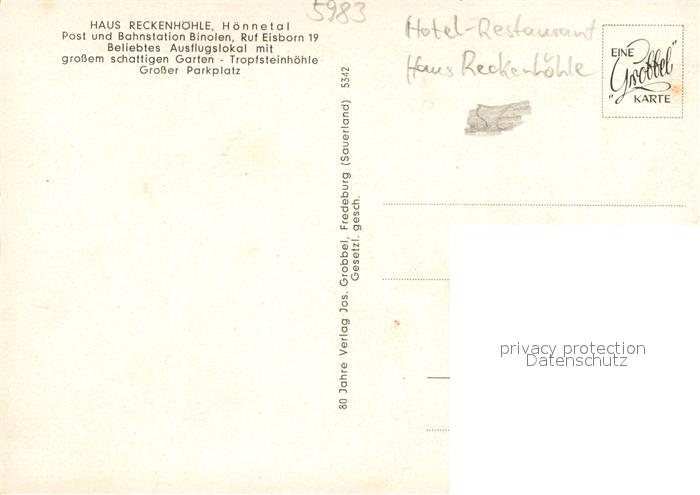 HAUS RECKENHÖHLE, Hönnetal
Post und Bahnstation Binolen, Ruf Eisborn 19
Beliebtes Ausflugslokal mit
großem schattigen Garten - Tropfsteinhöhle
Großer Parkplatz
5983
Hotel-Restaurant
Haus Reckenhöhle
EINE
"Grobbel"
KARTE
80 Jahre Verlag Jos. Grobbel, Fredeburg (Sauerland) 5342
Gesetzl. gesch.
privacy protection
Datenschutz